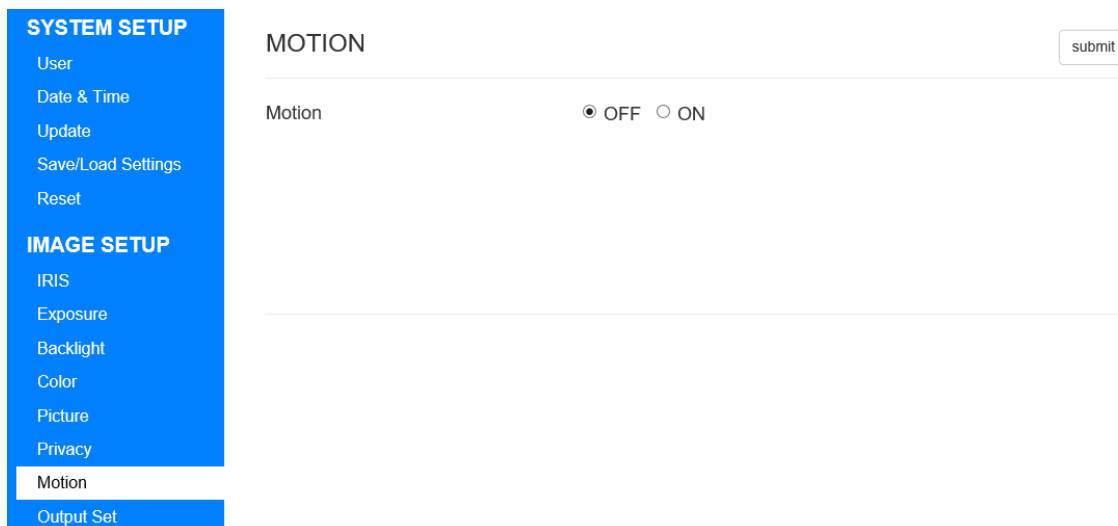 SYSTEM SETUP
User
Date & Time
Update
Save/Load Settings
Reset
IMAGE SETUP
IRIS
Exposure
Backlight
Color
Picture
Privacy
Motion
Output Set
MOTION
submit
Motion
OFF ON